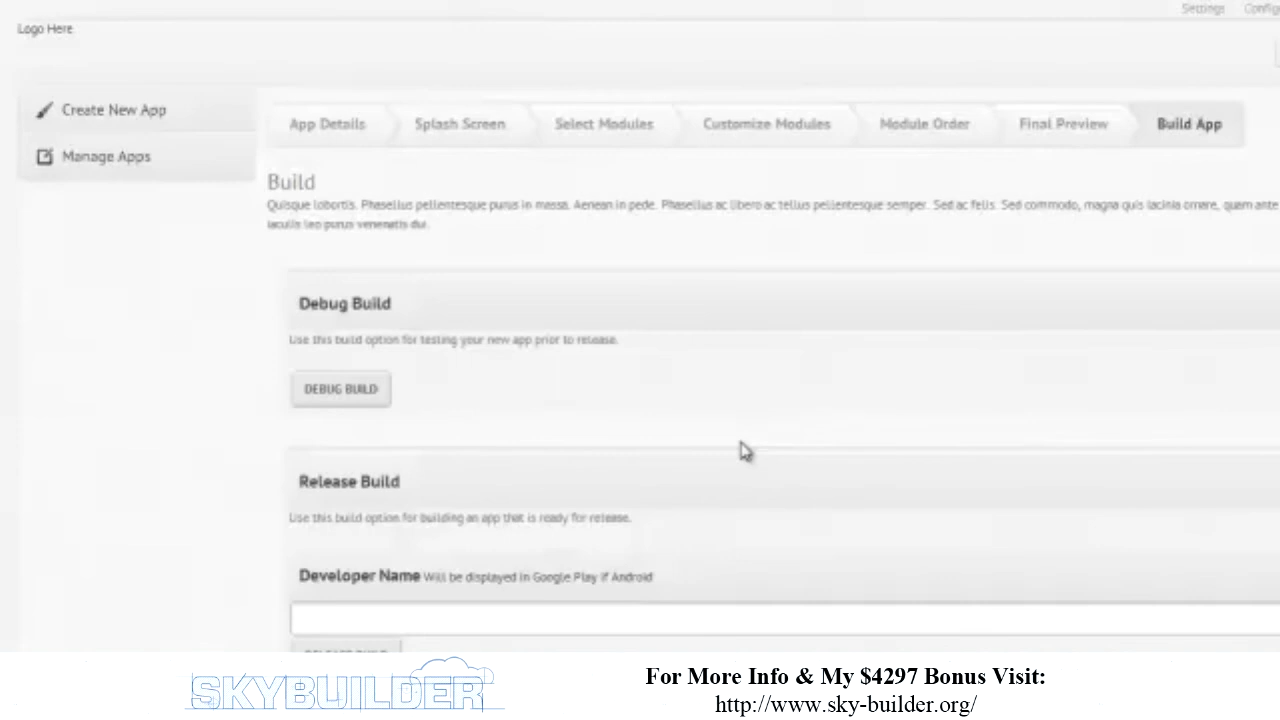 Settings
Logo Here
Create New App
Manage Apps
App Details
Splash Screen
Select Modules
Customize Modules
Module Order
Final Preview
Build App
Build
Quisque lobortis. Phasellus pellentesque purus in massa. Aenean in pede. Phasellus ac libero ac tellus pellentesque semper. Sed ac felis. Sed commodo, magna quis lacinia ornare, quam ante
iaculis leo purus venenatis dui.
Debug Build
Use this build option for testing your new app prior to release.
DEBUG BUILD
Release Build
Use this build option for building an app that is ready for release.
Developer Name Will be displayed in Google Play if Android
SKYBUILDER
For More Info & My $4297 Bonus Visit:
http://www.sky-builder.org/